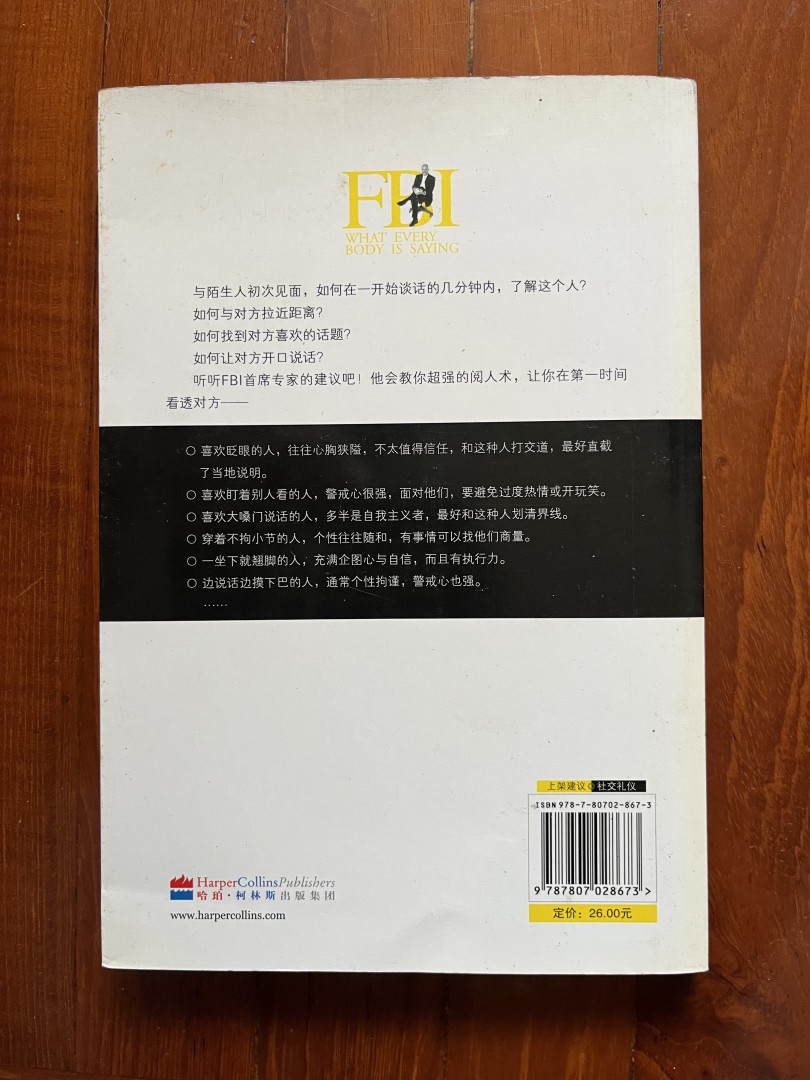 FBI
WHAT EVERY
BODY IS SAYING
与陌生人初次见面，如何在一开始谈话的几分钟内，了解这个人？
如何与对方拉近距离？
如何找到对方喜欢的话题？
如何让对方开口说话？
听听FBI首席专家的建议吧！他会教你超强的阅人术，让你在第一时间
看透对方——
○ 喜欢眨眼的人，往往心胸狭隘，不太值得信任，和这种人打交道，最好直截
了当地说明。
○ 喜欢盯着别人看的人，警戒心很强，面对他们，要避免过度热情或开玩笑。
○ 喜欢大嗓门说话的人，多半是自我主义者，最好和这种人划清界线。
○ 穿着不拘小节的人，个性往往随和，有事情可以找他们商量。
○ 一坐下就翘脚的人，充满企图心与自信，而且有执行力。
○ 边说话边摸下巴的人，通常个性拘谨，警戒心也强。
……
上架建议○社交礼仪
ISBN 978-7-80702-867-3
9 787807 028673 >
定价：26.00元
HarperCollinsPublishers
哈珀·柯林斯出版集团
www.harpercollins.com